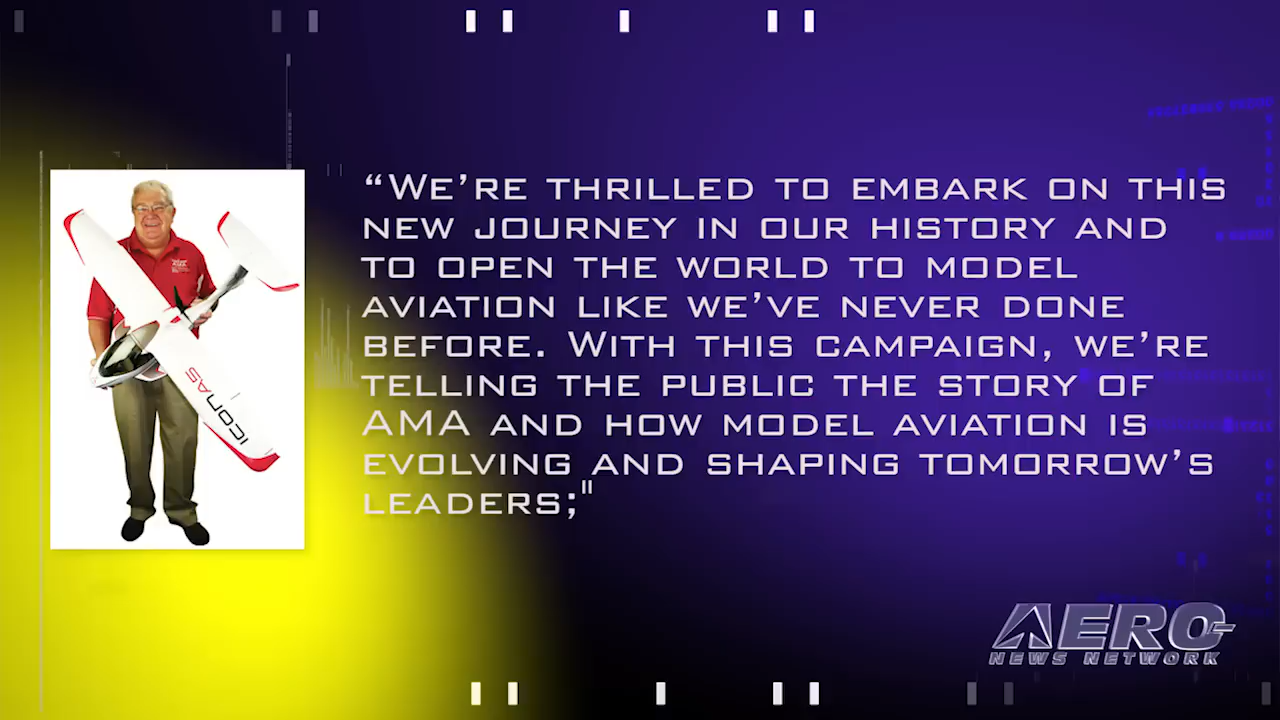 “We’re thrilled to embark on this
new journey in our history and
to open the world to model
aviation like we’ve never done
before. With this campaign, we’re
telling the public the story of
AMA and how model aviation is
evolving and shaping tomorrow’s
leaders;"
ICON A5
AERO
NEWS NETWORK